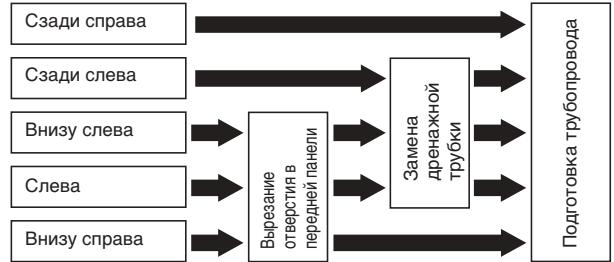 Сзади справа
Сзади слева
Внизу слева
Слева
Внизу справа
Вырезание
отверстия в
передней панели
Замена
дренажной
трубки
Подготовка трубопровода